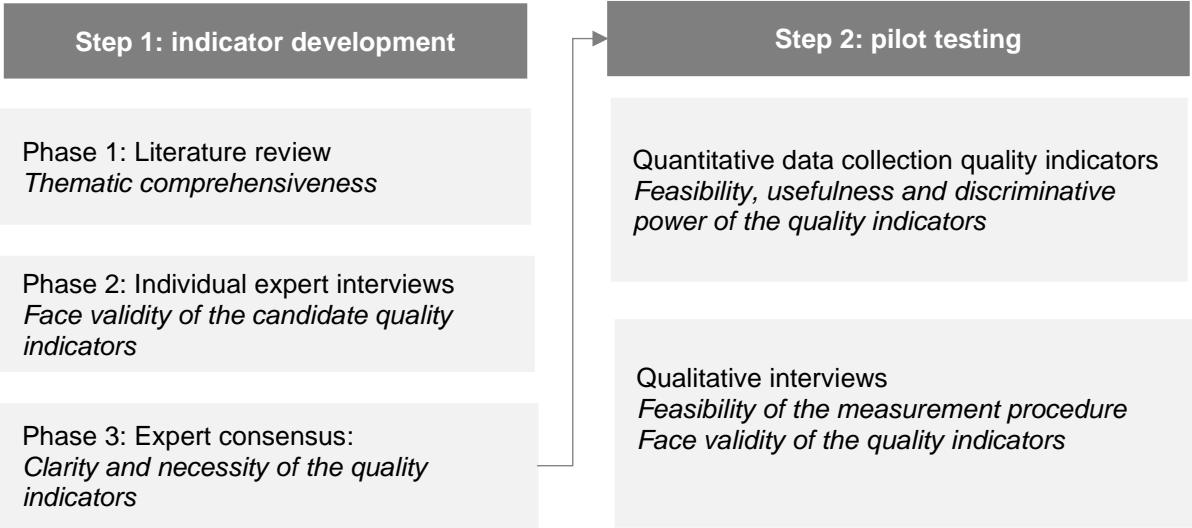 Step 1: indicator development
Phase 1: Literature review
Thematic comprehensiveness
Phase 2: Individual expert interviews
Face validity of the candidate quality
indicators
Phase 3: Expert consensus:
Clarity and necessity of the quality
indicators
Step 2: pilot testing
Quantitative data collection quality indicators
Feasibility, usefulness and discriminative
power of the quality indicators
Qualitative interviews
Feasibility of the measurement procedure
Face validity of the quality indicators